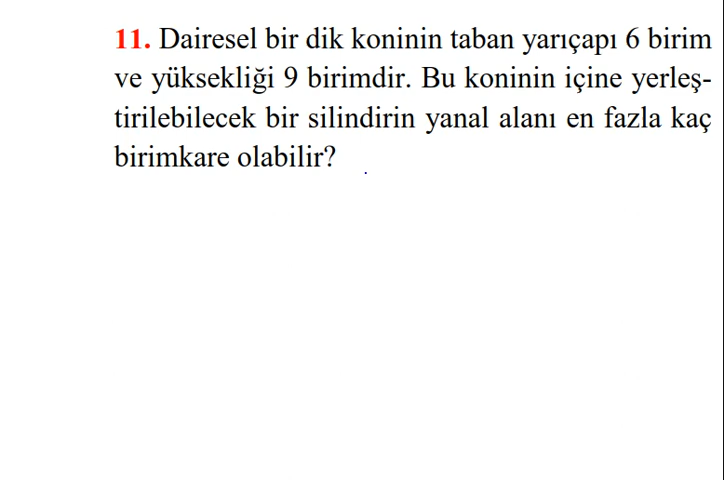 11. Dairesel bir dik koninin taban yarıçapı 6 birim
ve yüksekliği 9 birimdir. Bu koninin içine yerleş-
tirilebilecek bir silindirin yanal alanı en fazla kaç
birimkare olabilir?